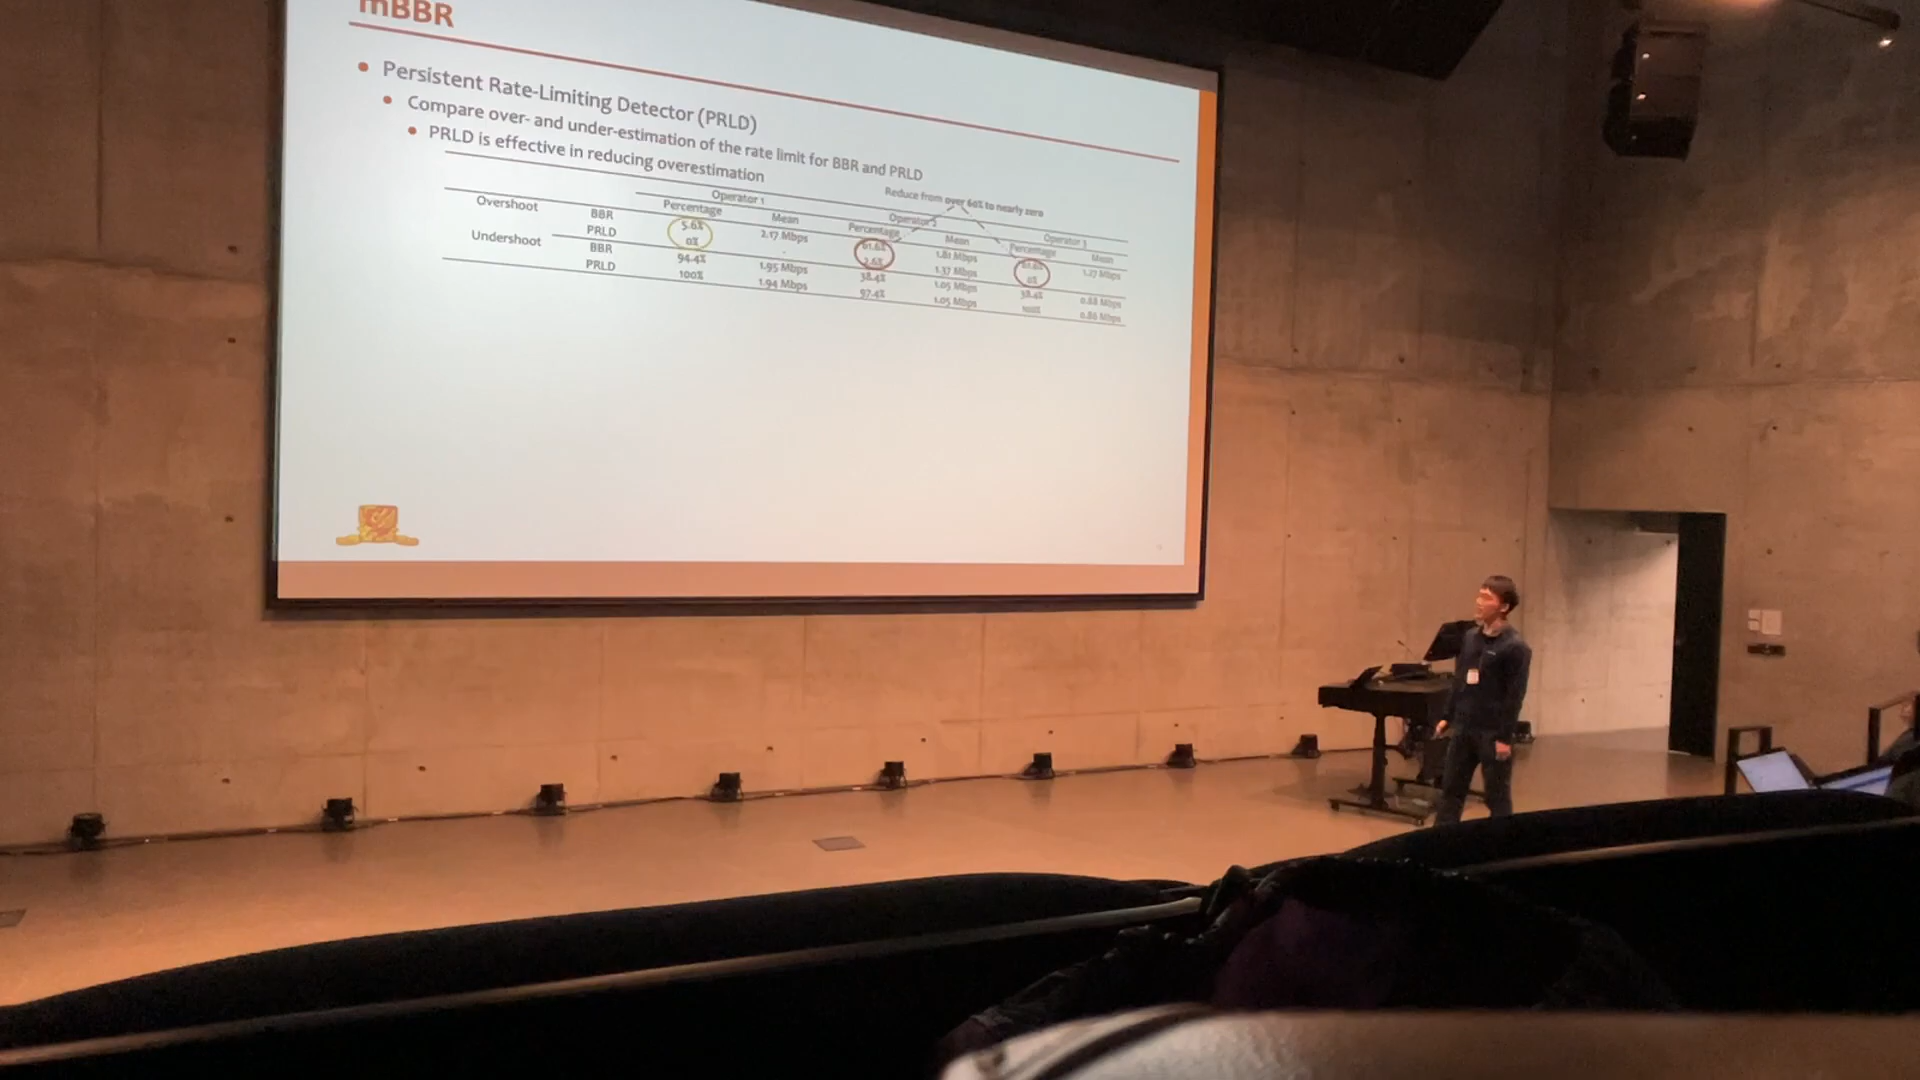 mBBR
Persistent Rate-Limiting Detector (PRLD)
Compare over- and under-estimation of the rate limit for BBR and PRLD
PRLD is effective in reducing overestimation
Reduce from over 60% to nearly zero
Operator 1 Operator 2 Operator 3
Percentage Mean Percentage Mean Percentage Mean
Overshoot BBR 5.6% 2.17 Mbps 61.6% 1.81 Mbps 61.6% 1.27 Mbps
PRLD 0% - 2.6% 1.37 Mbps 0%
Undershoot BBR 94.4% 1.95 Mbps 38.4% 1.05 Mbps 38.4% 0.88 Mbps
PRLD 100% 1.94 Mbps 97.4% 1.05 Mbps 100% 0.86 Mbps